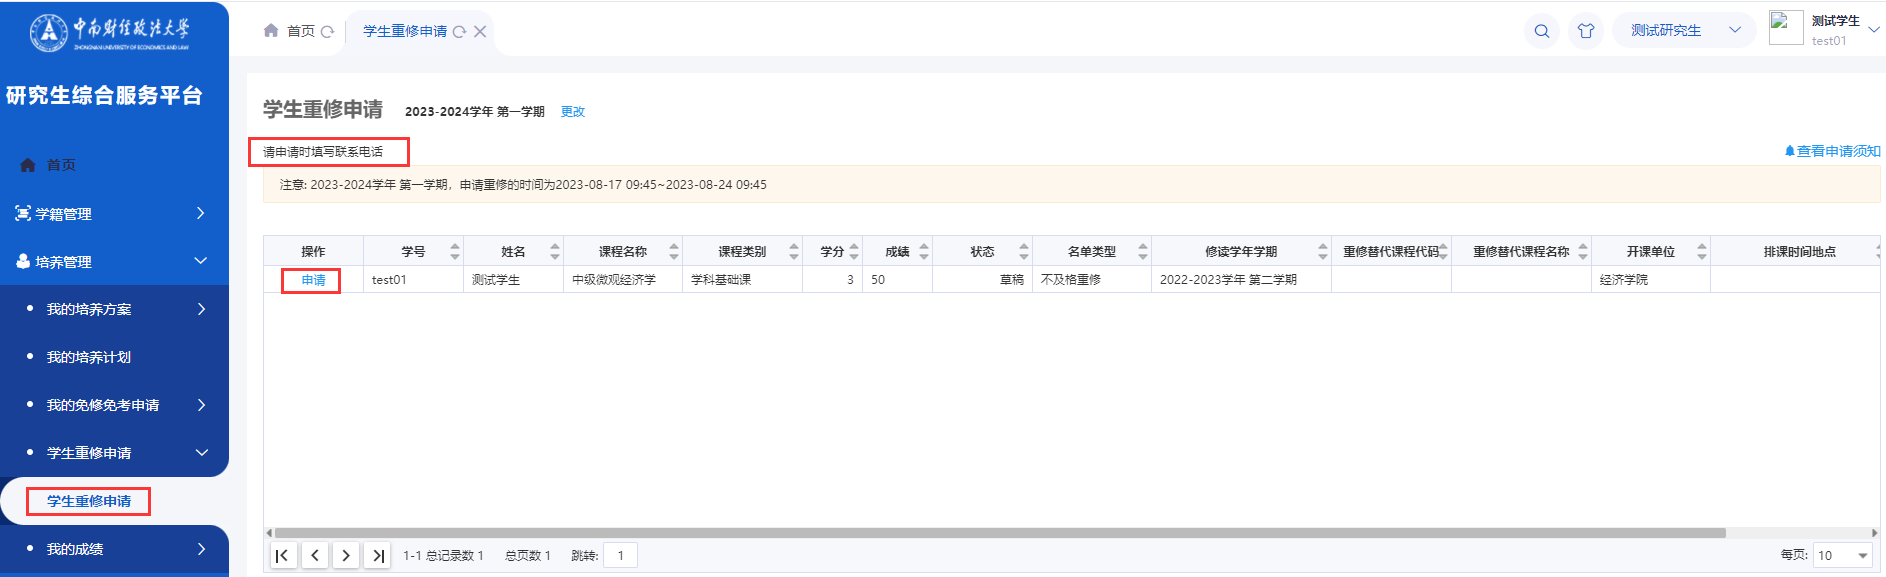 中南财经政法大学
ZHONGNAN UNIVERSITY OF ECONOMICS AND LAW
研究生综合服务平台
首页
学籍管理
培养管理
我的培养方案
我的培养计划
我的免修免考申请
学生重修申请
学生重修申请
我的成绩
首页 学生重修申请
测试研究生 测试学生
test01
学生重修申请 2023-2024学年 第一学期 更改
请申请时填写联系电话 查看申请须知
注意: 2023-2024学年 第一学期，申请重修的时间为2023-08-17 09:45~2023-08-24 09:45
操作 学号 姓名 课程名称 课程类别 学分 成绩 状态 名单类型 修读学年学期 重修替代课程代码 重修替代课程名称 开课单位 排课时间地点
申请 test01 测试学生 中级微观经济学 学科基础课 3 50 草稿 不及格重修 2022-2023学年 第二学期 经济学院
1-1 总记录数 1 总页数 1 跳转: 1 每页: 10